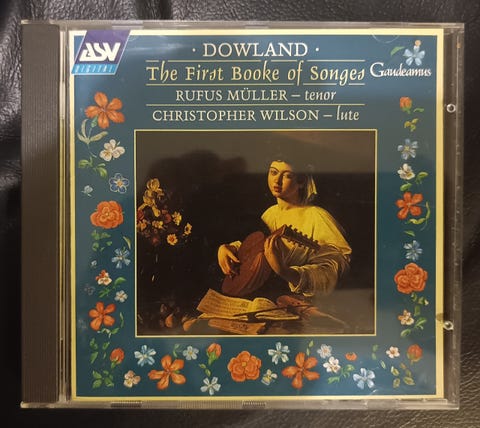 ASV
DIGITAL
· DOWLAND ·
The First Booke of Songes
Gaudeamus
RUFUS MÜLLER – tenor
CHRISTOPHER WILSON – lute